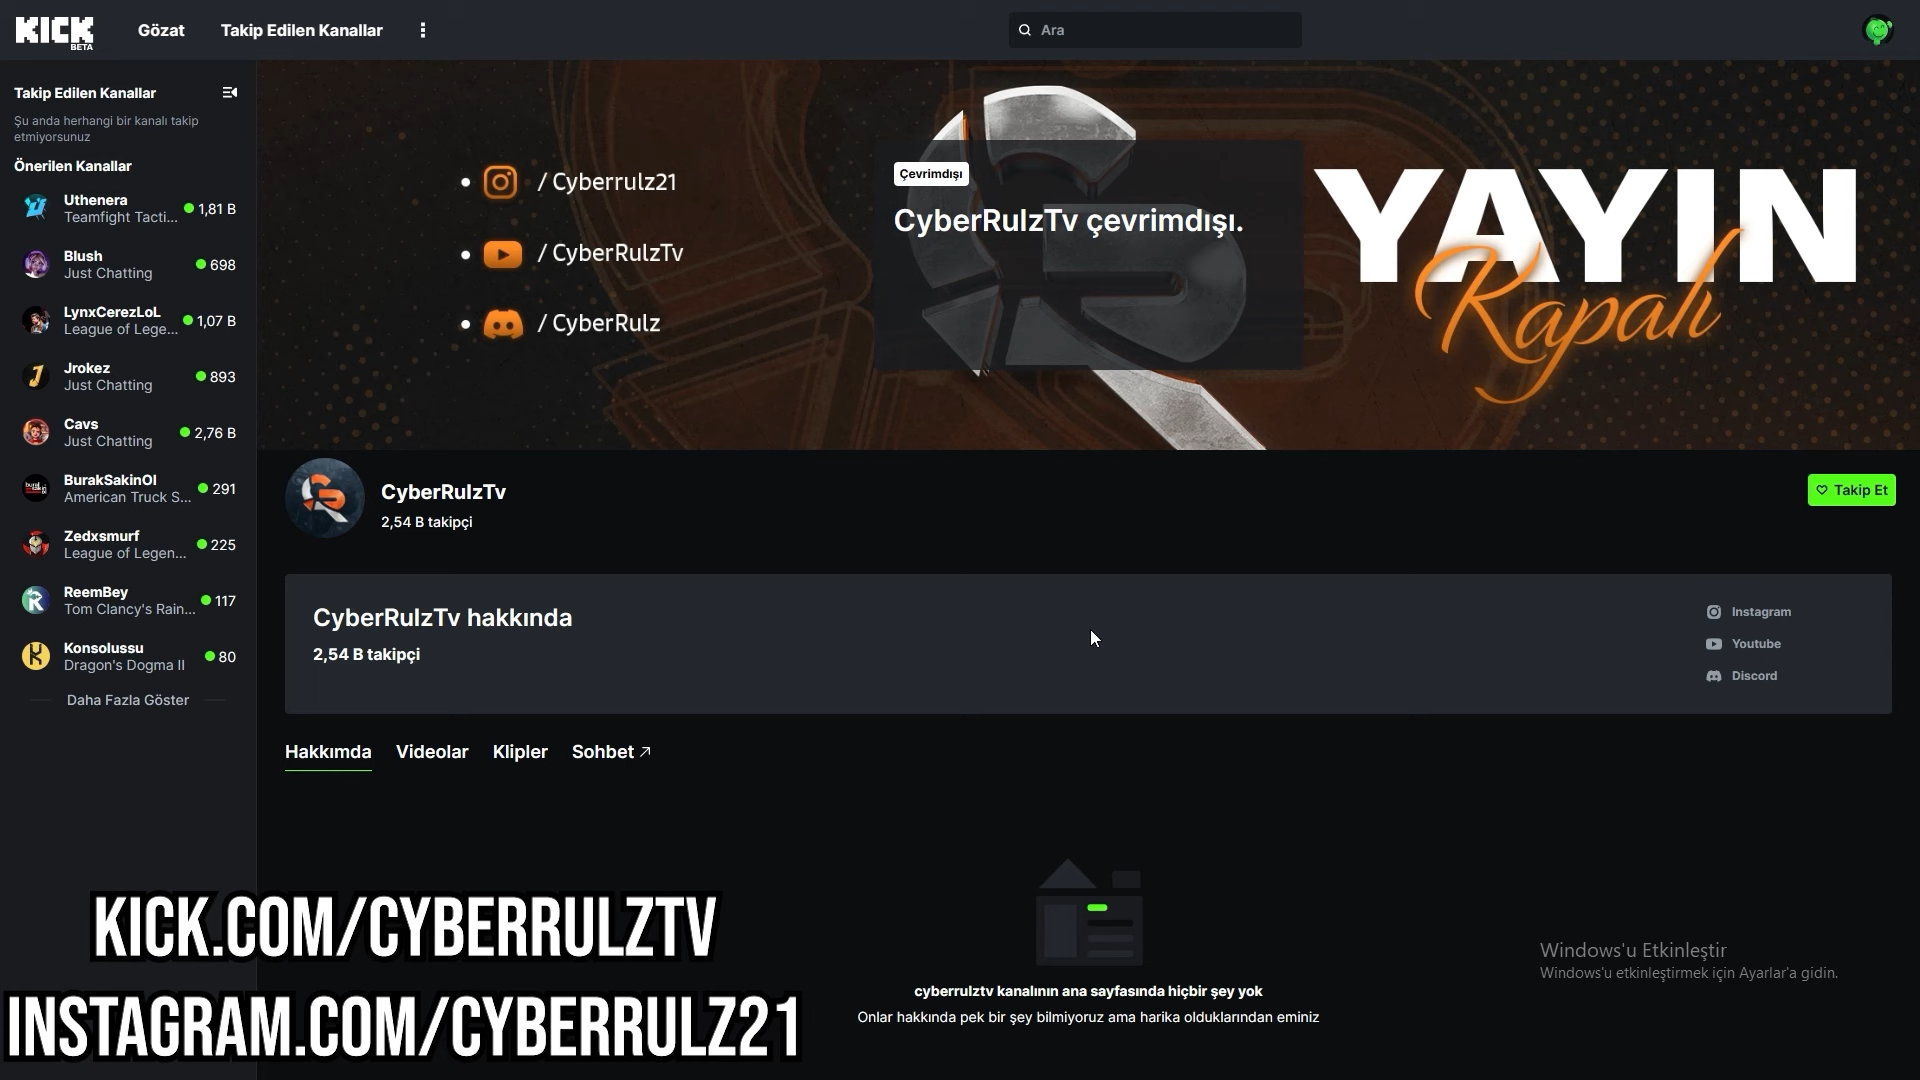 KICK
BETA
Gözat
Takip Edilen Kanallar
Ara
Takip Edilen Kanallar
Şu anda herhangi bir kanalı takip
etmiyorsunuz
Önerilen Kanallar
Uthenera
Teamfight Tacti...
1,81 B
Blush
Just Chatting
698
LynxCerezLoL
League of Lege...
1,07 B
Jrokez
Just Chatting
893
Cavs
Just Chatting
2,76 B
BurakSakinOl
American Truck S...
291
Zedxsmurf
League of Legen...
225
ReemBey
Tom Clancy's Rain...
117
Konsolussu
Dragon's Dogma II
80
Daha Fazla Göster
/ Cyberrulz21
/ CyberRulzTv
/ CyberRulz
Çevrimdışı
CyberRulzTv çevrimdışı.
YAYIN
Kapalı
CyberRulzTv
2,54 B takipçi
Takip Et
CyberRulzTv hakkında
2,54 B takipçi
Instagram
Youtube
Discord
Hakkımda
Videolar
Klipler
Sohbet
cyberrulztv kanalının ana sayfasında hiçbir şey yok
Onlar hakkında pek bir şey bilmiyoruz ama harika olduklarından eminiz
Windows'u Etkinleştir
Windows'u etkinleştirmek için Ayarlar'a gidin.
KICK.COM/CYBERRULZTV
INSTAGRAM.COM/CYBERRULZ21